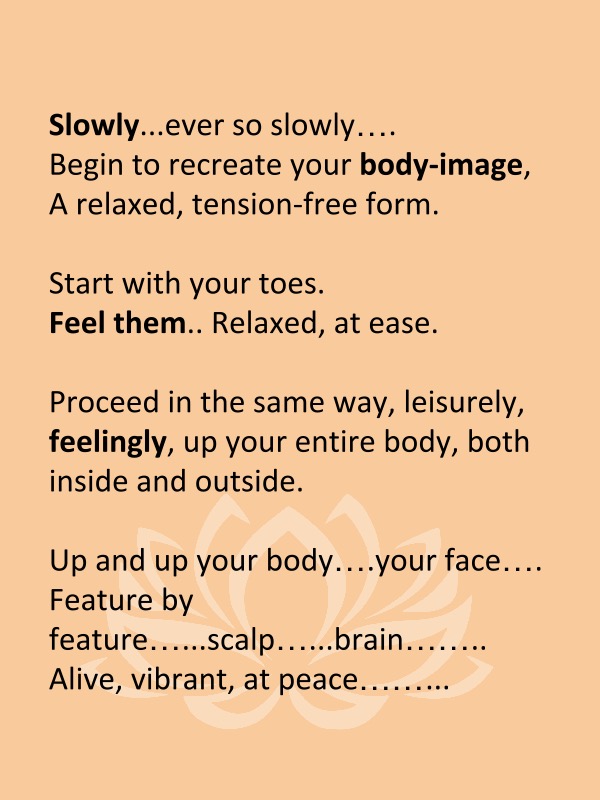 Slowly...ever so slowly….
Begin to recreate your body-image,
A relaxed, tension-free form.
Start with your toes.
Feel them.. Relaxed, at ease.
Proceed in the same way, leisurely,
feelingly, up your entire body, both
inside and outside.
Up and up your body….your face….
Feature by
feature…...scalp…...brain……..
Alive, vibrant, at peace……...